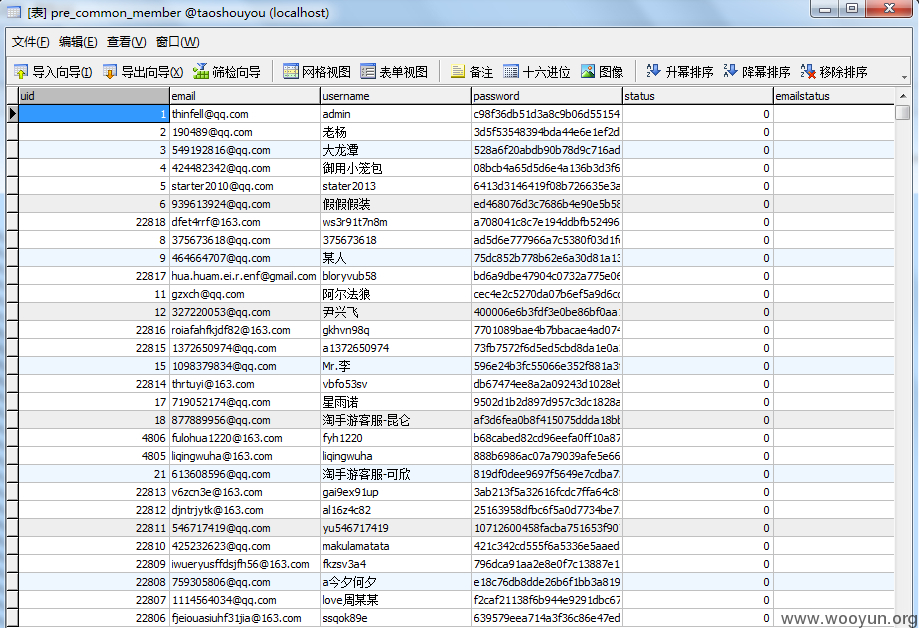 [表] pre_common_member @taoshouyou (localhost)
文件(F) 编辑(E) 查看(V) 窗口(W)
导入向导(I) 导出向导(X) 筛检向导 网格视图 表单视图 备注 十六进位 图像 升幂排序 降幂排序 移除排序
uid email username password status emailstatus
1 thinfell@qq.com admin c98f36db51d3a8c9b06d55154 0
2 190489@qq.com 老杨 3d5f53548394bda44e6e1ef2d 0
3 549192816@qq.com 大龙潭 528a6f20abdb90b78d9c716ad 0
4 424482342@qq.com 御用小笼包 08bcb4a65d5d6e4a136b3d3f6 0
5 starter2010@qq.com stater2013 6413d3146419f08b726635e3a 0
6 939613924@qq.com 假假假装 ed468076d3c7686b4e90e5b58 0
22818 dfet4rrf@163.com ws3r91t7n8m a708041c8c7e194ddbfb52496 0
8 375673618@qq.com 375673618 ad5d6e777966a7c5380f03d1f 0
9 464664707@qq.com 某人 75dc852b778b62e6a30d81a13 0
22817 hua.huam.ei.r.enf@gmail.com bloryvub58 bd6a9dbe47904c0732a775e06 0
11 gzxch@qq.com 阿尔法狼 cec4e2c5270da07b6ef5a9d6c 0
12 327220053@qq.com 尹兴飞 400006e6b3fdf3e0be86bf0aa 0
22816 roiafahfkjdf82@163.com gkhvn98q 7701089bae4b7bbacae4ad074 0
22815 1372650974@qq.com a1372650974 73fb7572f6d5ed5cbd8da1e0a 0
15 1098379834@qq.com Mr.李 596e24b3fc55066e352f881a3 0
22814 thrtuyi@163.com vbfo53sv db67474ee8a2a09243d1028e 0
17 719052174@qq.com 星雨诺 9502d1b2d897d957c3dc1828a 0
18 877889956@qq.com 淘手游客服-昆仑 af3d6fea0b8f415075ddda18b 0
4806 fulohua1220@163.com fyh1220 b68cabed82cd96eefa0ff10a87 0
4805 liqingwuha@163.com liqingwuha 888b6986ac07a79039afe5e66 0
21 613608596@qq.com 淘手游客服-可欣 819df0dee9697f5649e7cdba7 0
22813 v6zcn3e@163.com gai9ex91up 3ab213f5a32616fcdc7ffa64c8 0
22812 djntrjytk@163.com al16z4c82 25163958dfbc6f5a0d7734be7 0
22811 546717419@qq.com yu546717419 10712600458facba751653f90 0
22810 425232623@qq.com makulamatata 421c342cd555f6a5336e5aaed 0
22809 iwueryusffdsjfh56@163.com fkzsv3a4 796dca91aa2e8e0f7c13887e1 0
22808 759305806@qq.com a今夕何夕 e18c76db8dde26b6f1bb3a819 0
22807 1114564034@qq.com love周某某 f2caf21138f6b944e9291dbc67 0
22806 fjeiouasiuhf31jia@163.com ssqok89e 639579eea714a3f36c86e47ed 0
www.wooyun.org